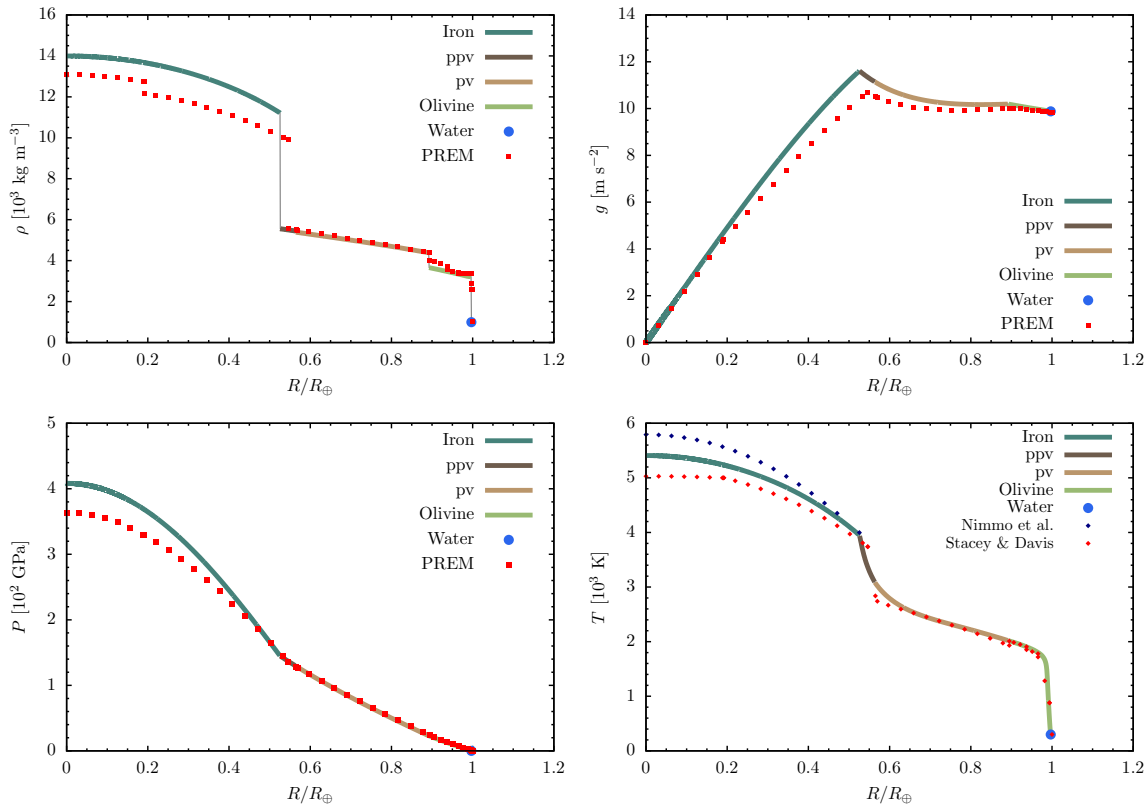 ρ [10³ kg m⁻³]
16
14
12
10
8
6
4
2
0
0 0.2 0.4 0.6 0.8 1 1.2
R/R⊕
Iron
ppv
pv
Olivine
Water
PREM
g [m s⁻²]
14
12
10
8
6
4
2
0
0 0.2 0.4 0.6 0.8 1 1.2
R/R⊕
Iron
ppv
pv
Olivine
Water
PREM
P [10² GPa]
5
4
3
2
1
0
0 0.2 0.4 0.6 0.8 1 1.2
R/R⊕
Iron
ppv
pv
Olivine
Water
PREM
T [10³ K]
6
5
4
3
2
1
0
0 0.2 0.4 0.6 0.8 1 1.2
R/R⊕
Iron
ppv
pv
Olivine
Water
Nimmo et al.
Stacey & Davis